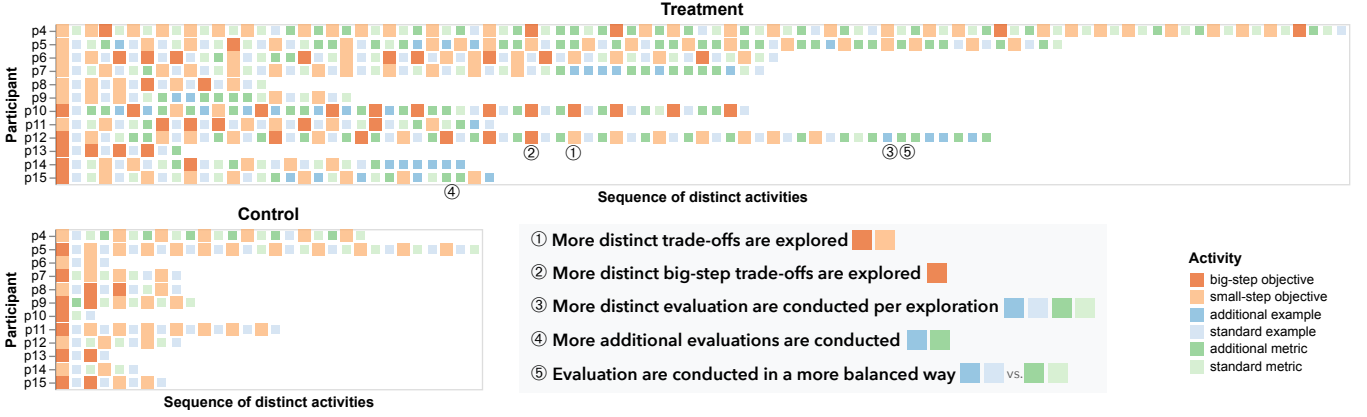 Treatment
Participant
p4
p5
p6
p7
p8
p9
p10
p11
p12
p13
p14
p15
② ① ③ ⑤
④
Sequence of distinct activities
Control
Participant
p4
p5
p6
p7
p8
p9
p10
p11
p12
p13
p14
p15
Sequence of distinct activities
① More distinct trade-offs are explored
② More distinct big-step trade-offs are explored
③ More distinct evaluation are conducted per exploration
④ More additional evaluations are conducted
⑤ Evaluation are conducted in a more balanced way vs.
Activity
big-step objective
small-step objective
additional example
standard example
additional metric
standard metric